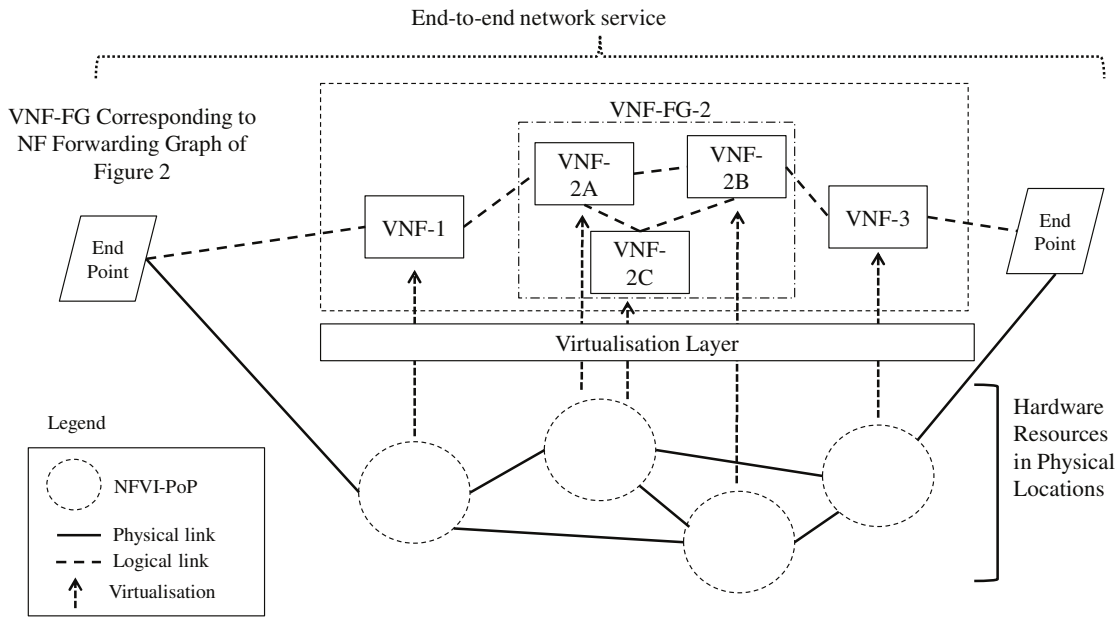 End-to-end network service
VNF-FG Corresponding to
NF Forwarding Graph of
Figure 2
VNF-FG-2
VNF-
2A
VNF-
2B
VNF-1
VNF-
2C
VNF-3
End
Point
End
Point
Virtualisation Layer
Hardware
Resources
in Physical
Locations
Legend
NFVI-PoP
Physical link
Logical link
Virtualisation